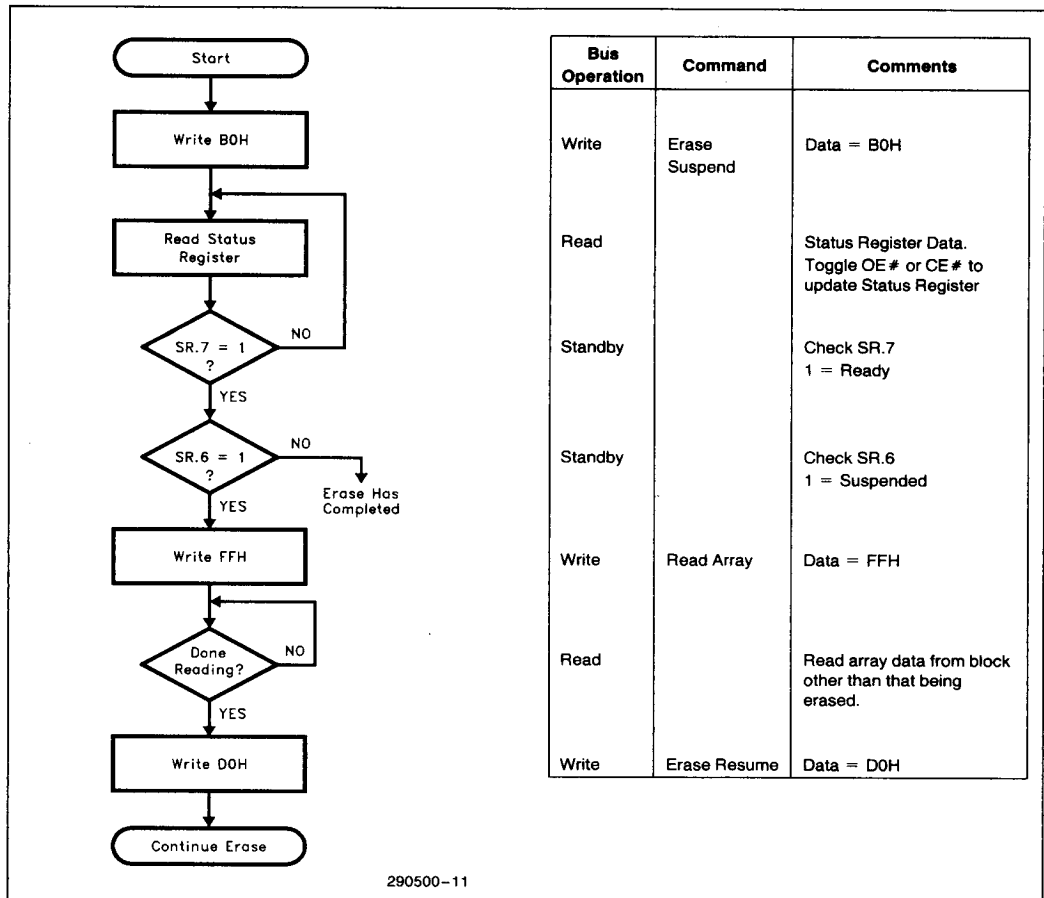 Start
Write B0H
Read Status
Register
SR.7 = 1
?
NO
YES
SR.6 = 1
?
NO
Erase Has
Completed
YES
Write FFH
Done
Reading?
NO
YES
Write D0H
Continue Erase
Bus
Operation
Command
Comments
Write
Erase
Suspend
Data = B0H
Read
Status Register Data.
Toggle OE# or CE# to
update Status Register
Standby
Check SR.7
1 = Ready
Standby
Check SR.6
1 = Suspended
Write
Read Array
Data = FFH
Read
Read array data from block
other than that being
erased.
Write
Erase Resume
Data = D0H
290500-11